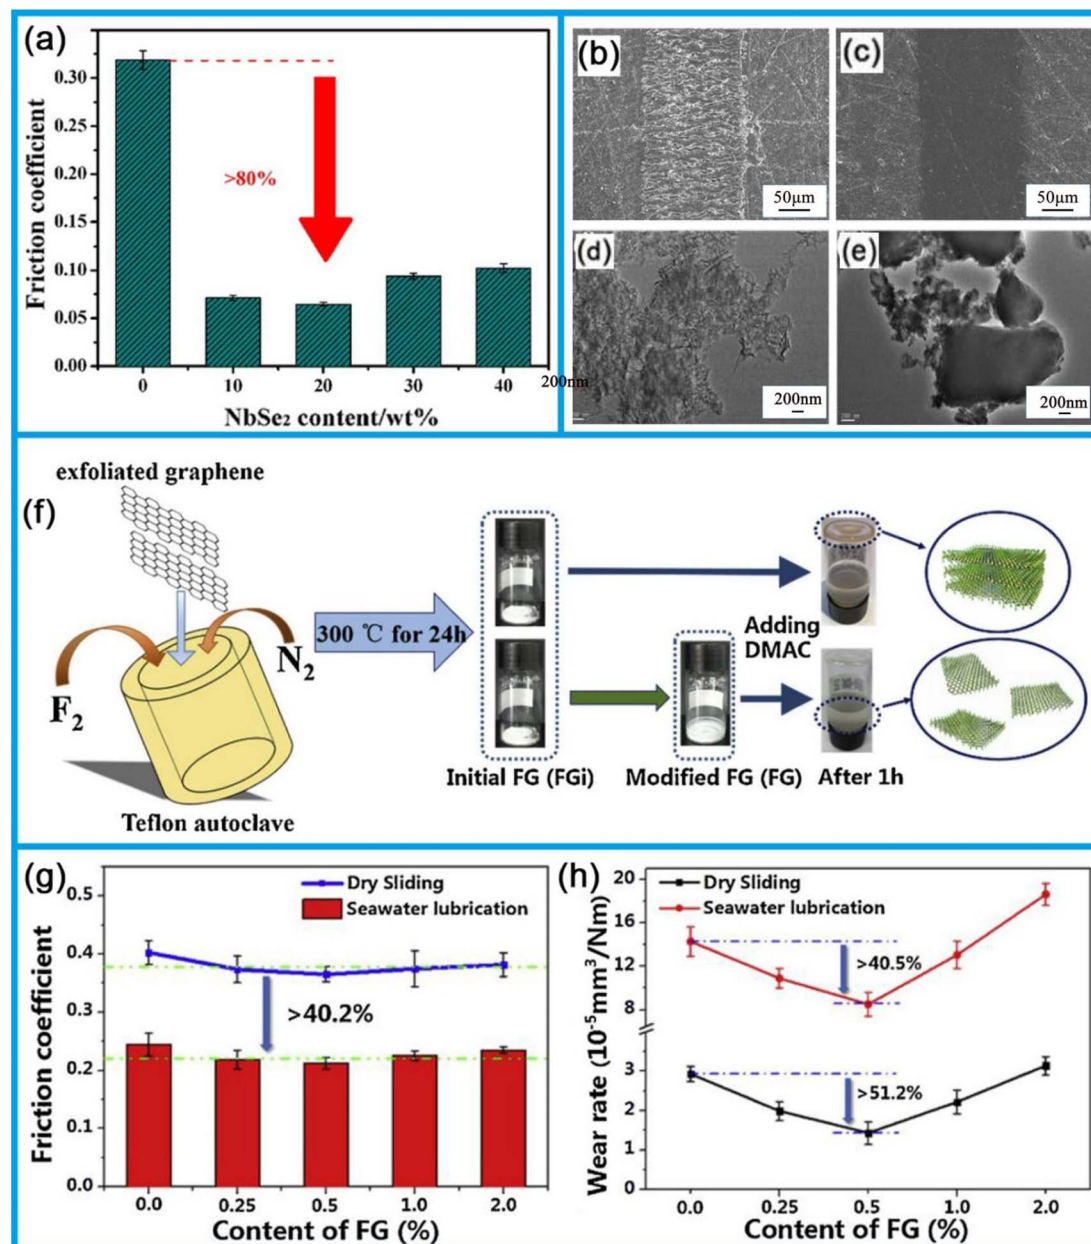 (a)
Friction coefficient
0.30
0.25
0.20
0.15
0.10
0.05
0.00
>80%
0
10
20
30
40
NbSe₂ content/wt%
(b)
50μm
(c)
50μm
(d)
200nm
200nm
(e)
200nm
(f)
exfoliated graphene
F₂
N₂
Teflon autoclave
300 ℃ for 24h
Initial FG (FGi)
Modified FG (FG)
Adding
DMAC
After 1h
(g)
Friction coefficient
0.5
0.4
0.3
0.2
0.1
0.0
Dry Sliding
Seawater lubrication
>40.2%
0.0
0.25
0.5
1.0
2.0
Content of FG (%)
(h)
Wear rate (10⁻⁵mm³/Nm)
20
16
12
8
3
2
1
0
Dry Sliding
Seawater lubrication
>40.5%
>51.2%
0.0
0.25
0.5
1.0
2.0
Content of FG (%)